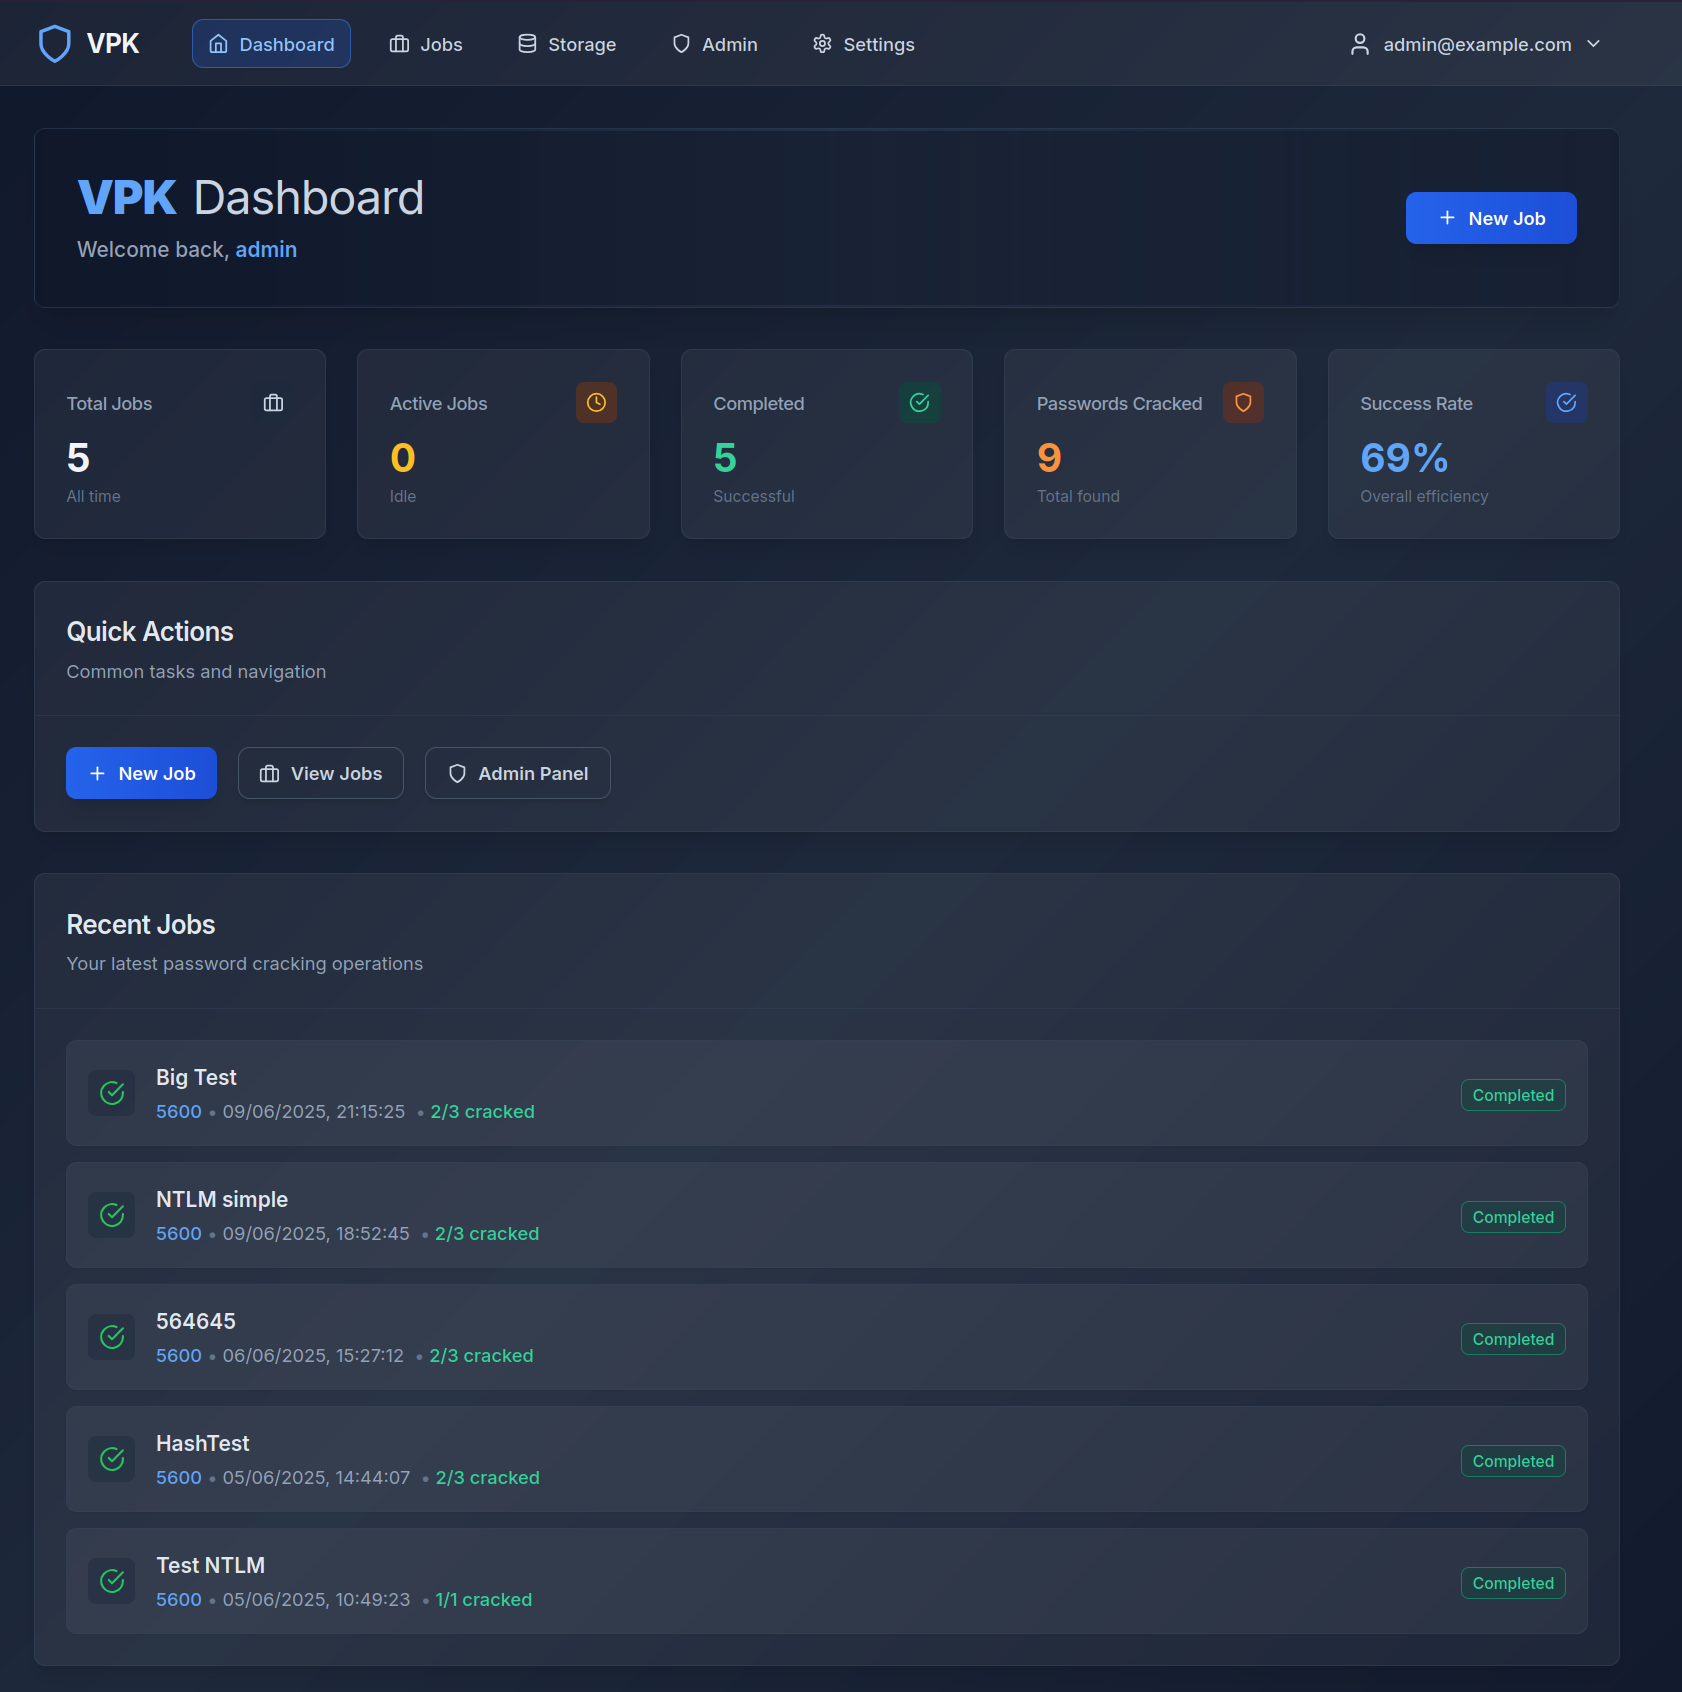 VPK
Dashboard
Jobs
Storage
Admin
Settings
admin@example.com
VPK Dashboard
Welcome back, admin
New Job
Total Jobs
5
All time
Active Jobs
0
Idle
Completed
5
Successful
Passwords Cracked
9
Total found
Success Rate
69%
Overall efficiency
Quick Actions
Common tasks and navigation
New Job
View Jobs
Admin Panel
Recent Jobs
Your latest password cracking operations
Big Test
5600 • 09/06/2025, 21:15:25 • 2/3 cracked
Completed
NTLM simple
5600 • 09/06/2025, 18:52:45 • 2/3 cracked
Completed
564645
5600 • 06/06/2025, 15:27:12 • 2/3 cracked
Completed
HashTest
5600 • 05/06/2025, 14:44:07 • 2/3 cracked
Completed
Test NTLM
5600 • 05/06/2025, 10:49:23 • 1/1 cracked
Completed